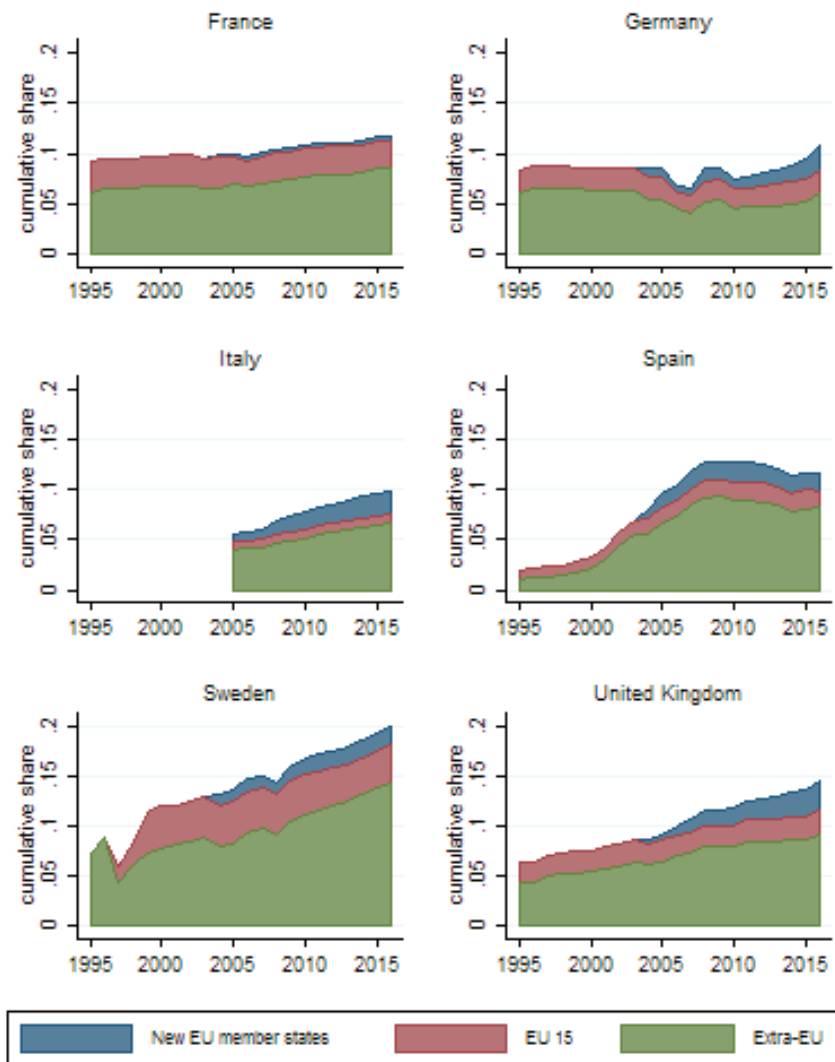 France
cumulative share
0 .05 .1 .15 .2
1995 2000 2005 2010 2015
Germany
cumulative share
0 .05 .1 .15 .2
1995 2000 2005 2010 2015
Italy
cumulative share
0 .05 .1 .15 .2
1995 2000 2005 2010 2015
Spain
cumulative share
0 .05 .1 .15 .2
1995 2000 2005 2010 2015
Sweden
cumulative share
0 .05 .1 .15 .2
1995 2000 2005 2010 2015
United Kingdom
cumulative share
0 .05 .1 .15 .2
1995 2000 2005 2010 2015
New EU member states EU 15 Extra-EU